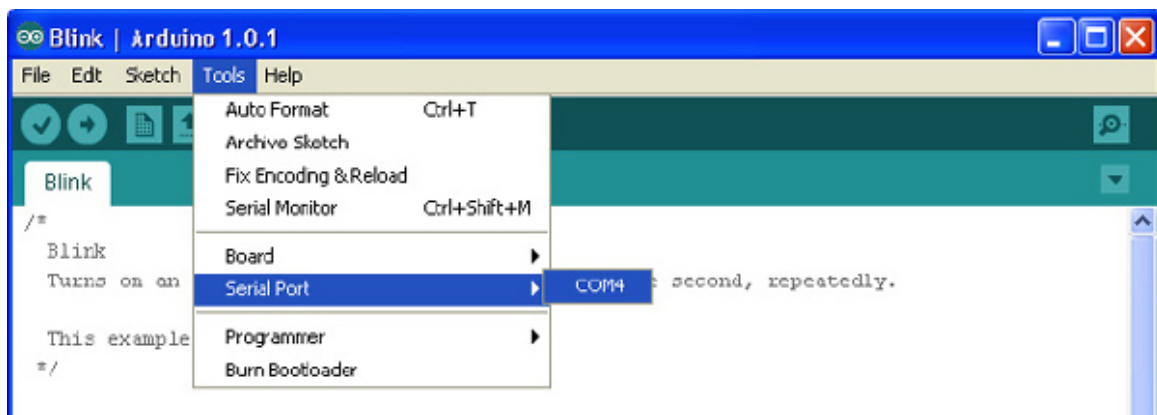 Blink | Arduino 1.0.1
File Edit Sketch Tools Help
Auto Format Ctrl+T
Archive Sketch
Fix Encoding & Reload
Serial Monitor Ctrl+Shift+M
Board
Serial Port COM4
Programmer
Burn Bootloader
Blink
/*
Blink
Turns on an second, repeatedly.
This example
*/